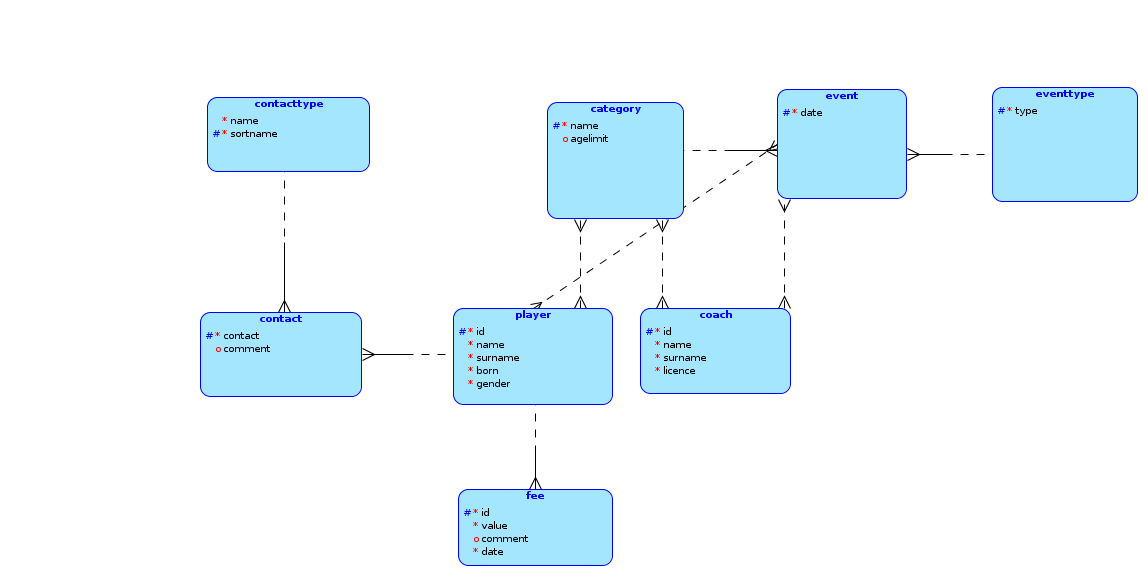 contacttype
* name
#* sortname
category
#* name
o agelimit
event
#* date
eventtype
#* type
contact
#* contact
o comment
player
#* id
* name
* surname
* born
* gender
coach
#* id
* name
* surname
* licence
fee
#* id
* value
o comment
* date